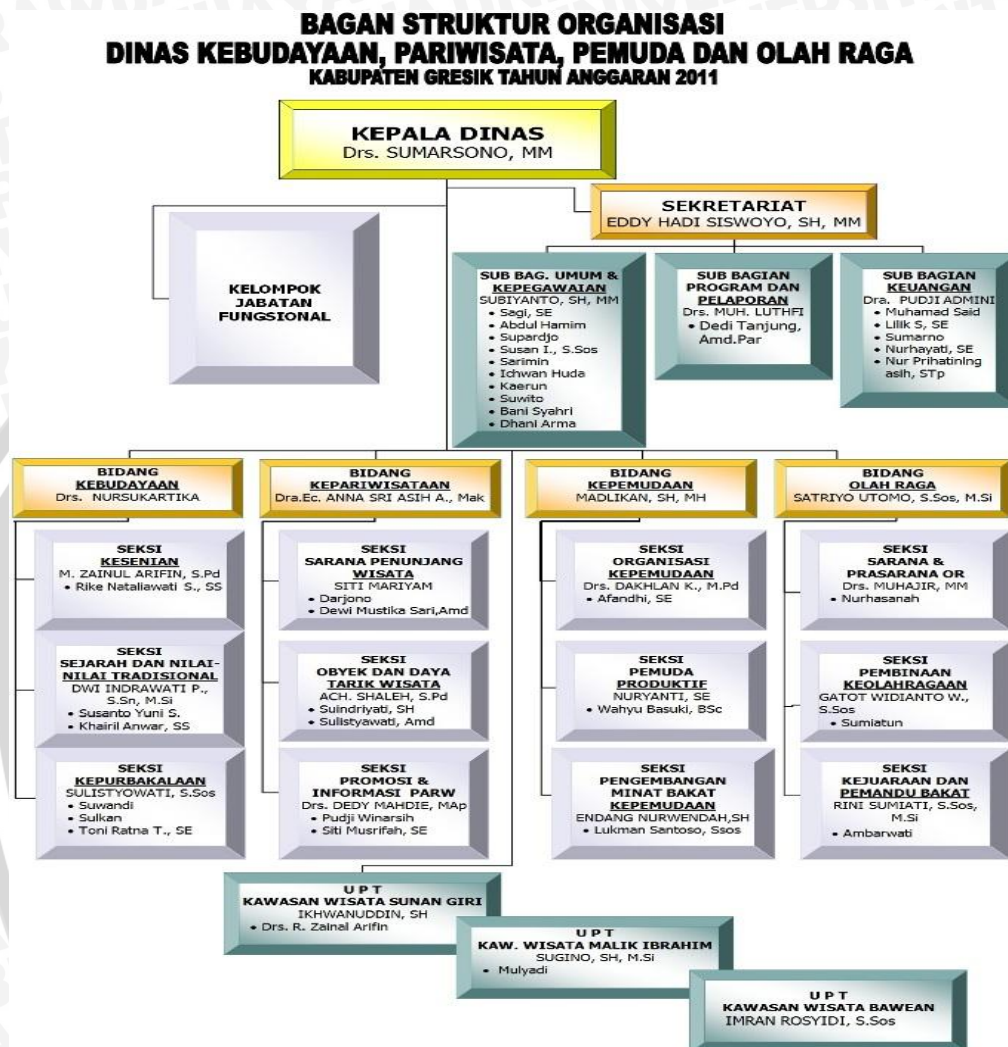 BAGAN STRUKTUR ORGANISASI
DINAS KEBUDAYAAN, PARIWISATA, PEMUDA DAN OLAH RAGA
KABUPATEN GRESIK TAHUN ANGGARAN 2011
KEPALA DINAS
Drs. SUMARSONO, MM
SEKRETARIAT
EDDY HADI SISWOYO, SH, MM
KELOMPOK
JABATAN
FUNGSIONAL
SUB BAG. UMUM &
KEPEGAWAIAN
SUBIYANTO, SH, MM
• Sagi, SE
• Abdul Hamim
• Supardjo
• Susan I., S.Sos
• Sarimin
• Ichwan Huda
• Kaerun
• Suwito
• Bani Syahri
• Dhani Arma
SUB BAGIAN
PROGRAM DAN
PELAPORAN
Drs. MUH. LUTHFI
• Dedi Tanjung,
Amd.Par
SUB BAGIAN
KEUANGAN
Dra. PUDJI ADMINI
• Muhamad Said
• Lilik S, SE
• Sumarno
• Nurhayati, SE
• Nur Prihatining
asih, STp
BIDANG
KEBUDAYAAN
Drs. NURSUKARTIKA
SEKSI
KESENIAN
M. ZAINUL ARIFIN, S.Pd
• Rike Nataliawati S., SS
SEKSI
SEJARAH DAN NILAI-
NILAI TRADISIONAL
DWI INDRAWATI P.,
S.Sn, M.Si
• Susanto Yuni S.
• Khairil Anwar, SS
SEKSI
KEPURBAKALAAN
SULISTYOWATI, S.Sos
• Suwandi
• Sulkan
• Toni Ratna T., SE
BIDANG
KEPARIWISATAAN
Dra.Ec. ANNA SRI ASIH A., Mak
SEKSI
SARANA PENUNJANG
WISATA
SITI MARIYAM
• Darjono
• Dewi Mustika Sari,Amd
SEKSI
OBYEK DAN DAYA
TARIK WISATA
ACH. SHALEH, S.Pd
• Suindriyati, SH
• Sulistyawati, Amd
SEKSI
PROMOSI &
INFORMASI PARW
Drs. DEDY MAHDIE, MAp
• Pudji Winarsih
• Siti Musrifah, SE
BIDANG
KEPEMUDAAN
MADLIKAN, SH, MH
SEKSI
ORGANISASI
KEPEMUDAAN
Drs. DAKHLAN K., M.Pd
• Afandhi, SE
SEKSI
PEMUDA
PRODUKTIF
NURYANTI, SE
• Wahyu Basuki, BSc
SEKSI
PENGEMBANGAN
MINAT BAKAT
KEPEMUDAAN
ENDANG NURWENDAH,SH
• Lukman Santoso, Ssos
BIDANG
OLAH RAGA
SATRIYO UTOMO, S.Sos, M.Si
SEKSI
SARANA &
PRASARANA OR
Drs. MUHAJIR, MM
• Nurhasanah
SEKSI
PEMBINAAN
KEOLAHRAGAAN
GATOT WIDIANTO W.,
S.Sos
• Sumiatun
SEKSI
KEJUARAAN DAN
PEMANDU BAKAT
RINI SUMIATI, S.Sos,
M.Si
• Ambarwati
U P T
KAWASAN WISATA SUNAN GIRI
IKHWANUDDIN, SH
• Drs. R. Zainal Arifin
U P T
KAW. WISATA MALIK IBRAHIM
SUGINO, SH, M.Si
• Mulyadi
U P T
KAWASAN WISATA BAWEAN
IMRAN ROSYIDI, S.Sos